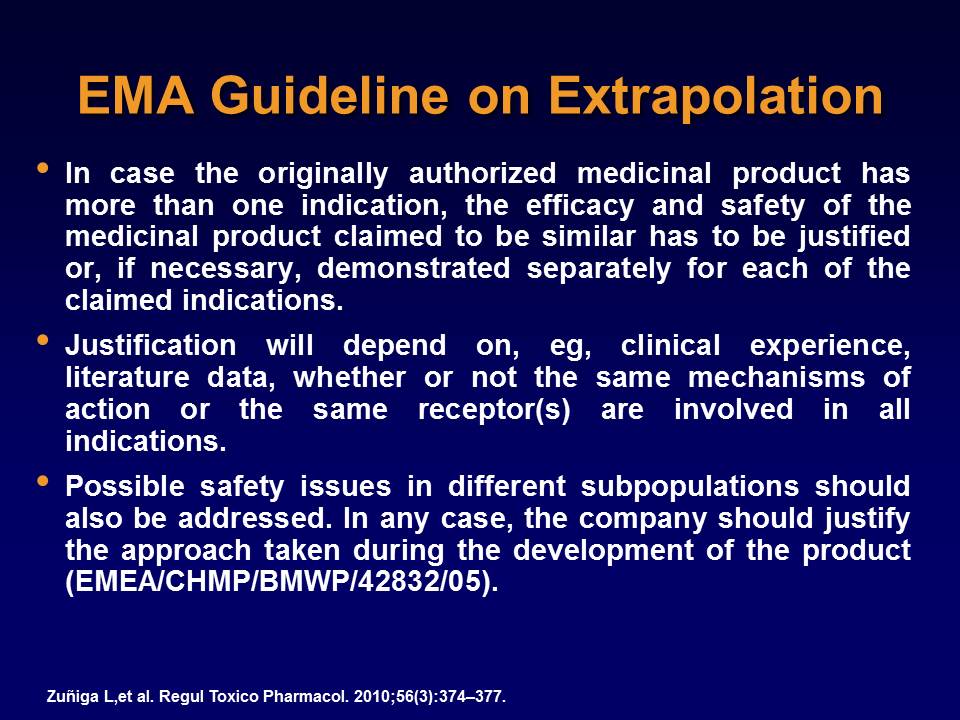 EMA Guideline on Extrapolation
• In case the originally authorized medicinal product has
more than one indication, the efficacy and safety of the
medicinal product claimed to be similar has to be justified
or, if necessary, demonstrated separately for each of the
claimed indications.
• Justification will depend on, eg, clinical experience,
literature data, whether or not the same mechanisms of
action or the same receptor(s) are involved in all
indications.
• Possible safety issues in different subpopulations should
also be addressed. In any case, the company should justify
the approach taken during the development of the product
(EMEA/CHMP/BMWP/42832/05).
Zuñiga L,et al. Regul Toxico Pharmacol. 2010;56(3):374–377.